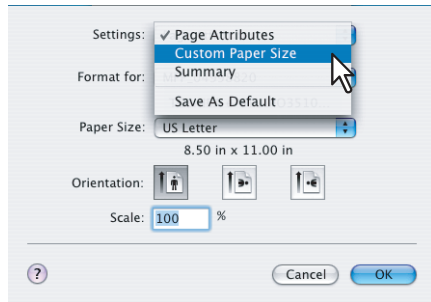 Settings: ✓ Page Attributes
Custom Paper Size
Summary
Format for:
Save As Default
Paper Size: US Letter
8.50 in x 11.00 in
Orientation:
Scale: 100 %
? Cancel OK